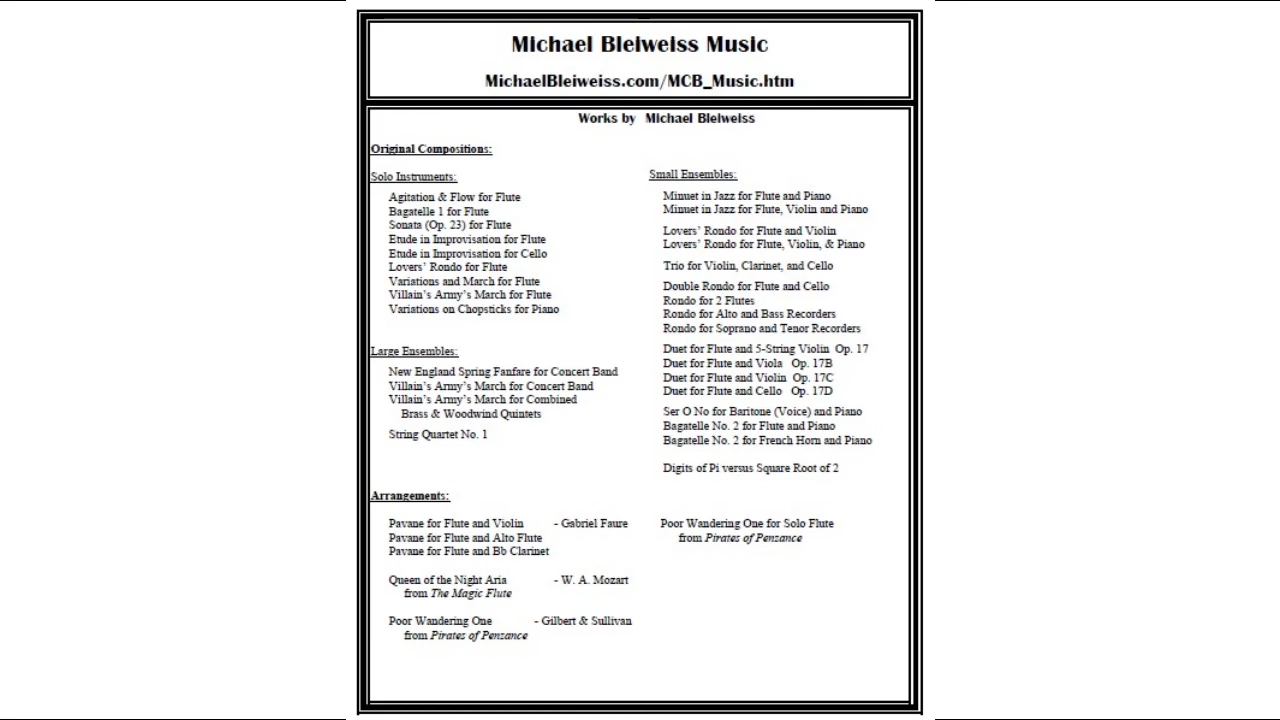 Michael Bleiweiss Music
MichaelBleiweiss.com/MCB_Music.htm
Works by Michael Bleiweiss
Original Compositions:
Solo Instruments:
Agitation & Flow for Flute
Bagatelle 1 for Flute
Sonata (Op. 23) for Flute
Etude in Improvisation for Flute
Etude in Improvisation for Cello
Lovers' Rondo for Flute
Variations and March for Flute
Villain's Army's March for Flute
Variations on Chopsticks for Piano
Large Ensembles:
New England Spring Fanfare for Concert Band
Villain's Army's March for Concert Band
Villain's Army's March for Combined
Brass & Woodwind Quintets
String Quartet No. 1
Small Ensembles:
Minuet in Jazz for Flute and Piano
Minuet in Jazz for Flute, Violin and Piano
Lovers' Rondo for Flute and Violin
Lovers' Rondo for Flute, Violin, & Piano
Trio for Violin, Clarinet, and Cello
Double Rondo for Flute and Cello
Rondo for 2 Flutes
Rondo for Alto and Bass Recorders
Rondo for Soprano and Tenor Recorders
Duet for Flute and 5-String Violin Op. 17
Duet for Flute and Viola Op. 17B
Duet for Flute and Violin Op. 17C
Duet for Flute and Cello Op. 17D
Ser O No for Baritone (Voice) and Piano
Bagatelle No. 2 for Flute and Piano
Bagatelle No. 2 for French Horn and Piano
Digits of Pi versus Square Root of 2
Arrangements:
Pavane for Flute and Violin - Gabriel Faure
Pavane for Flute and Alto Flute
Pavane for Flute and Bb Clarinet
Queen of the Night Aria - W. A. Mozart
from The Magic Flute
Poor Wandering One - Gilbert & Sullivan
from Pirates of Penzance
Poor Wandering One for Solo Flute
from Pirates of Penzance